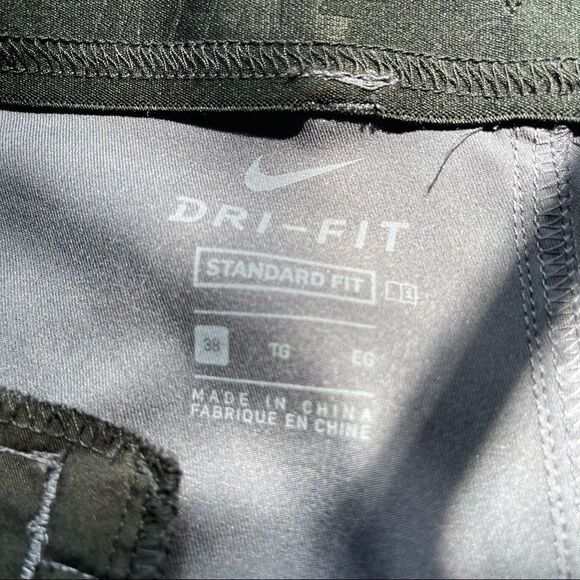 DRI-FIT
STANDARD FIT
38 TG EG
MADE IN CHINA
FABRIQUE EN CHINE